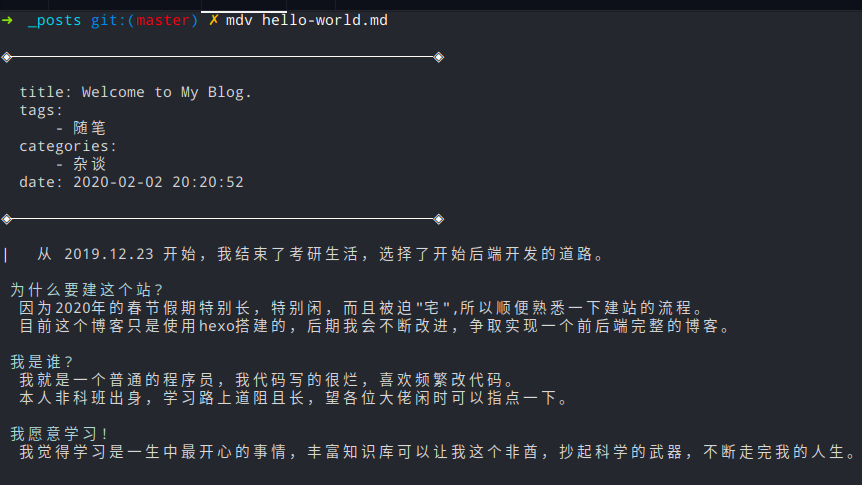 ➜ _posts git:(master) ✗ mdv hello-world.md
title: Welcome to My Blog.
tags:
- 随笔
categories:
- 杂谈
date: 2020-02-02 20:20:52
| 从 2019.12.23 开始，我结束了考研生活，选择了开始后端开发的道路。
为什么要建这个站？
因为2020年的春节假期特别长，特别闲，而且被迫"宅",所以顺便熟悉一下建站的流程。
目前这个博客只是使用hexo搭建的，后期我会不断改进，争取实现一个前后端完整的博客。
我是谁？
我就是一个普通的程序员，我代码写的很烂，喜欢频繁改代码。
本人非科班出身，学习路上道阻且长，望各位大佬闲时可以指点一下。
我愿意学习！
我觉得学习是一生中最开心的事情，丰富知识库可以让我这个非酋，抄起科学的武器，不断走完我的人生。